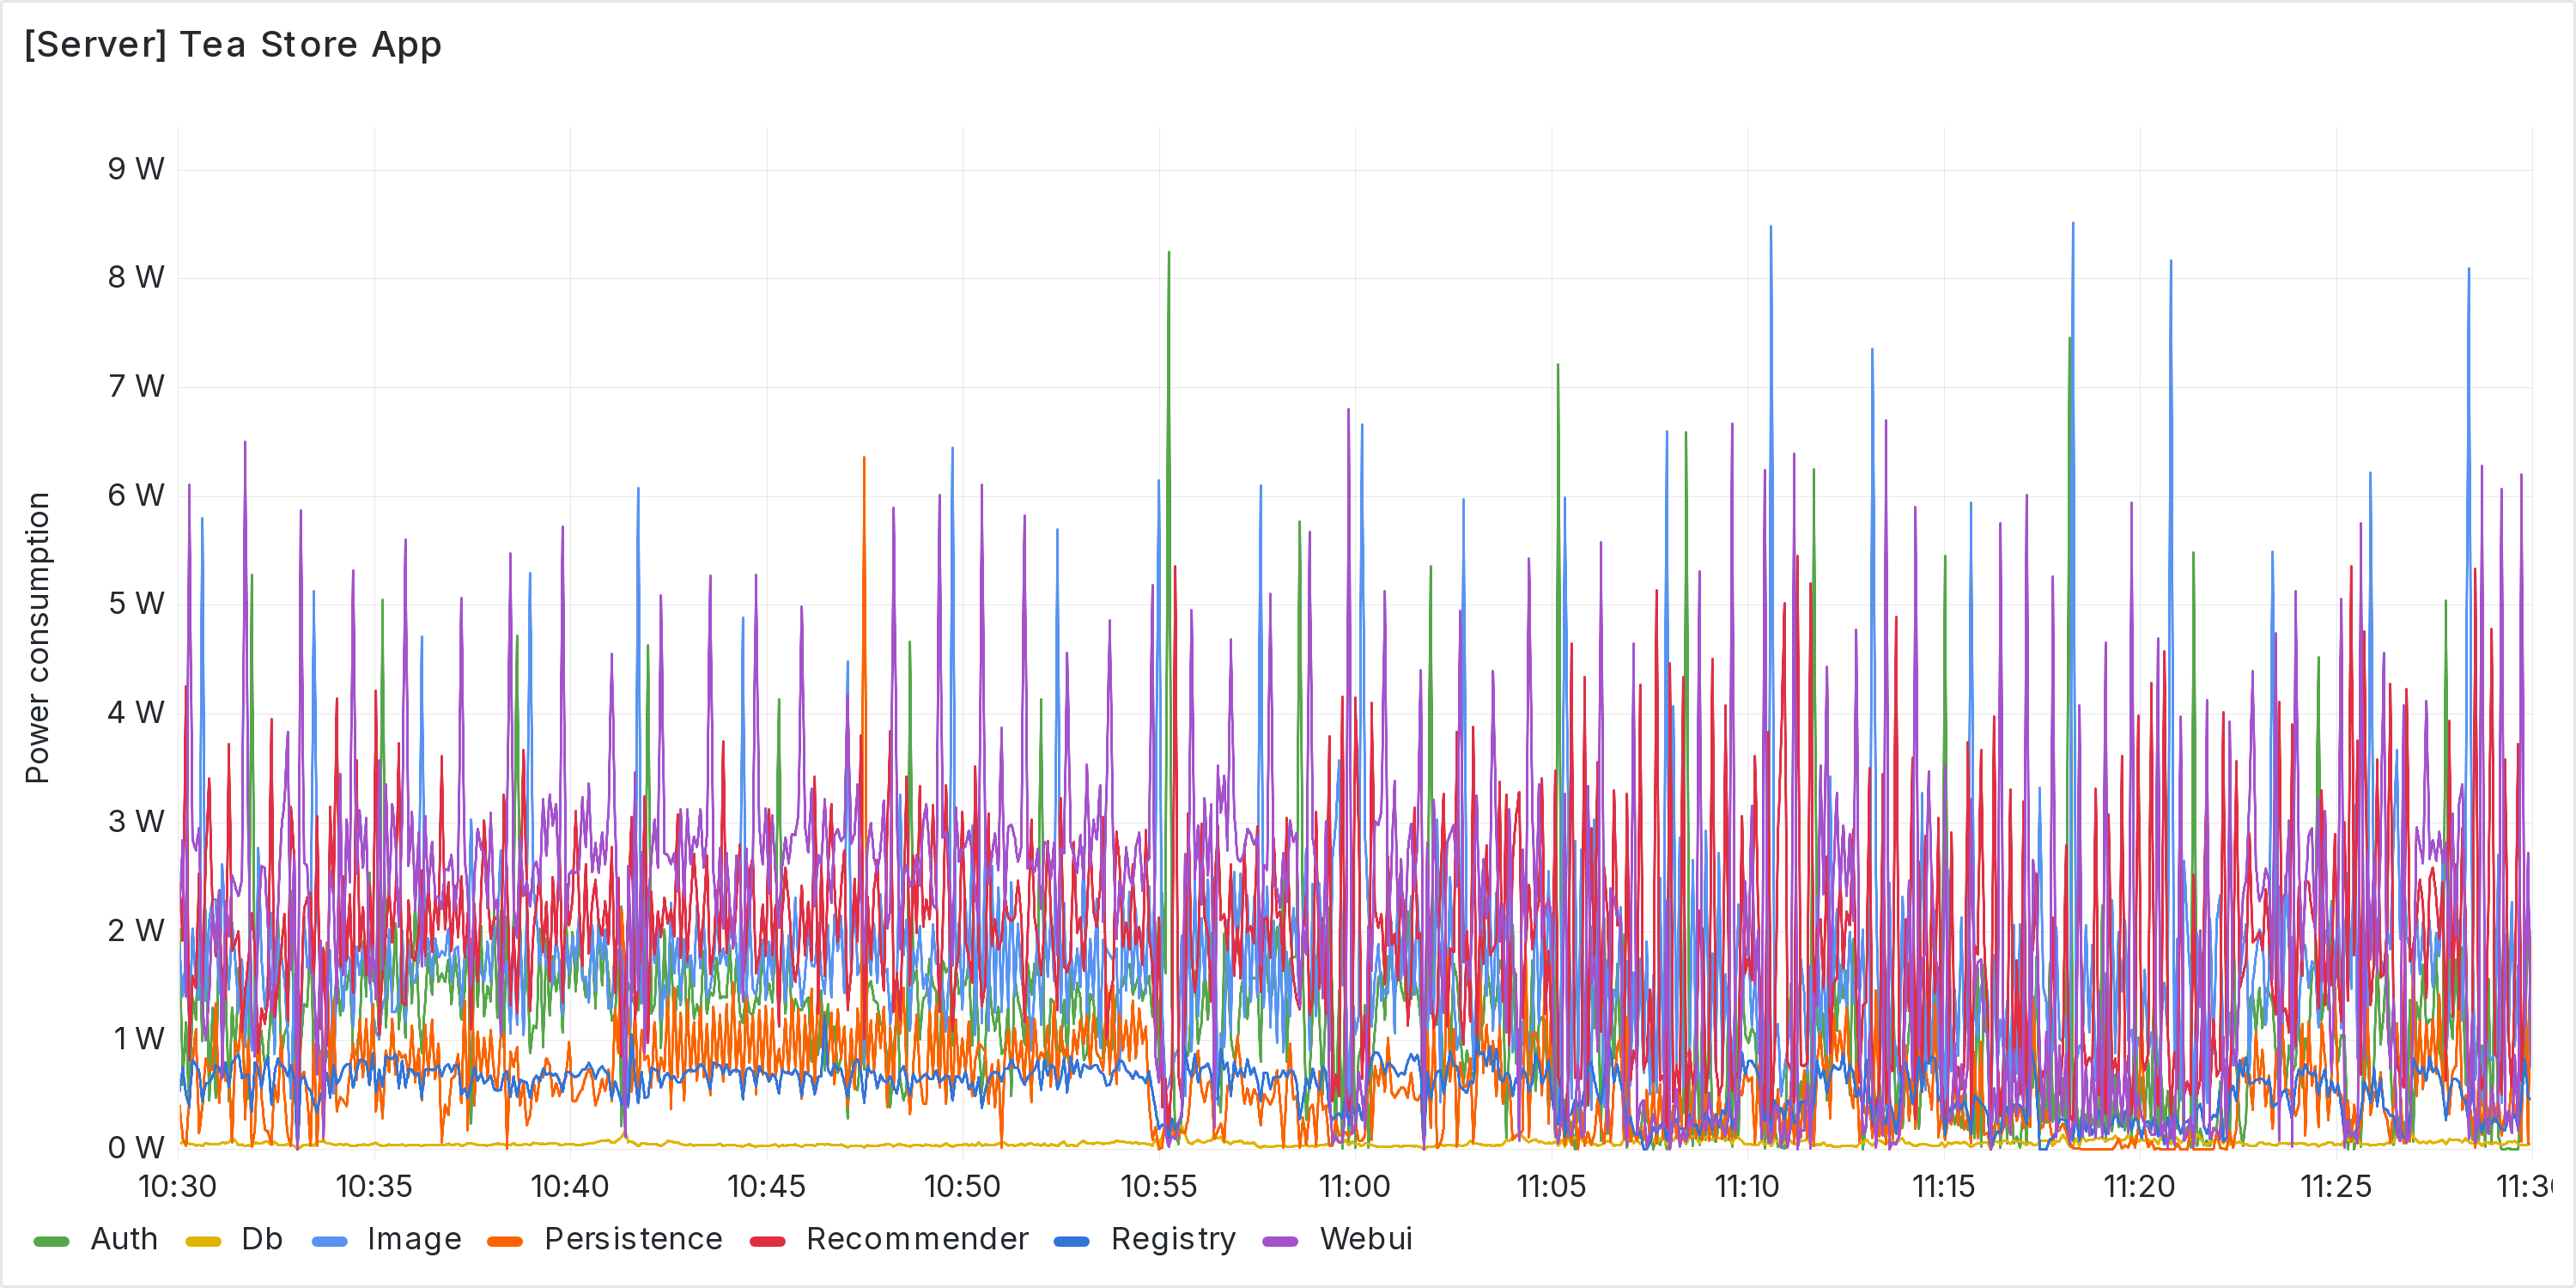 [Server] Tea Store App
Power consumption
9 W
8 W
7 W
6 W
5 W
4 W
3 W
2 W
1 W
0 W
10:30 10:35 10:40 10:45 10:50 10:55 11:00 11:05 11:10 11:15 11:20 11:25 11:3
Auth Db Image Persistence Recommender Registry Webui